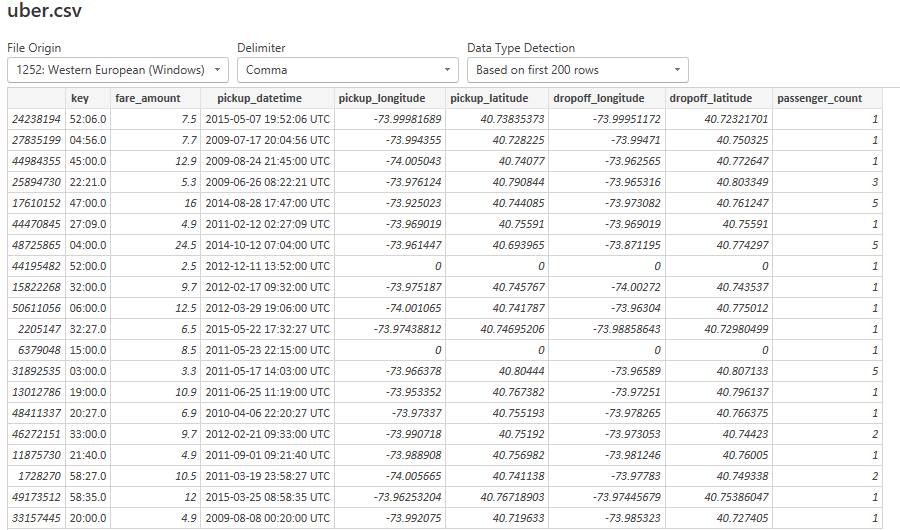 uber.csv
File Origin Delimiter Data Type Detection
1252: Western European (Windows) Comma Based on first 200 rows
key fare_amount pickup_datetime pickup_longitude pickup_latitude dropoff_longitude dropoff_latitude passenger_count
24238194 52:06.0 7.5 2015-05-07 19:52:06 UTC -73.99981689 40.73835373 -73.99951172 40.72321701 1
27835199 04:56.0 7.7 2009-07-17 20:04:56 UTC -73.994355 40.728225 -73.99471 40.750325 1
44984355 45:00.0 12.9 2009-08-24 21:45:00 UTC -74.005043 40.74077 -73.962565 40.772647 1
25894730 22:21.0 5.3 2009-06-26 08:22:21 UTC -73.976124 40.790844 -73.965316 40.803349 3
17610152 47:00.0 16 2014-08-28 17:47:00 UTC -73.925023 40.744085 -73.973082 40.761247 5
44470845 27:09.0 4.9 2011-02-12 02:27:09 UTC -73.969019 40.75591 -73.969019 40.75591 1
48725865 04:00.0 24.5 2014-10-12 07:04:00 UTC -73.961447 40.693965 -73.871195 40.774297 5
44195482 52:00.0 2.5 2012-12-11 13:52:00 UTC 0 0 0 0 1
15822268 32:00.0 9.7 2012-02-17 09:32:00 UTC -73.975187 40.745767 -74.00272 40.743537 1
50611056 06:00.0 12.5 2012-03-29 19:06:00 UTC -74.001065 40.741787 -73.96304 40.775012 1
2205147 32:27.0 6.5 2015-05-22 17:32:27 UTC -73.97438812 40.74695206 -73.98858643 40.72980499 1
6379048 15:00.0 8.5 2011-05-23 22:15:00 UTC 0 0 0 0 1
31892535 03:00.0 3.3 2011-05-17 14:03:00 UTC -73.966378 40.80444 -73.96589 40.807133 5
13012786 19:00.0 10.9 2011-06-25 11:19:00 UTC -73.953352 40.767382 -73.97251 40.796137 1
48411337 20:27.0 6.9 2010-04-06 22:20:27 UTC -73.97337 40.755193 -73.978265 40.766375 1
46272151 33:00.0 9.7 2012-02-21 09:33:00 UTC -73.990718 40.75192 -73.973053 40.74423 2
11875730 21:40.0 4.9 2011-09-01 09:21:40 UTC -73.988908 40.756982 -73.981246 40.76005 1
1728270 58:27.0 10.5 2011-03-19 23:58:27 UTC -74.005665 40.741138 -73.97783 40.749338 2
49173512 58:35.0 12 2015-03-25 08:58:35 UTC -73.96253204 40.76718903 -73.97445679 40.75386047 1
33157445 20:00.0 4.9 2009-08-08 00:20:00 UTC -73.992075 40.719633 -73.985323 40.727405 1